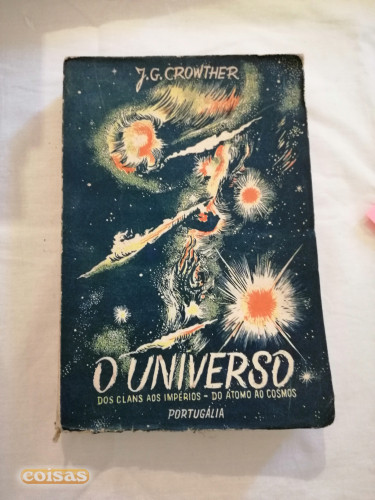 J.G. CROWTHER
O UNIVERSO
DOS CLANS AOS IMPÉRIOS - DO ÁTOMO AO COSMOS
PORTUGÁLIA
coisas